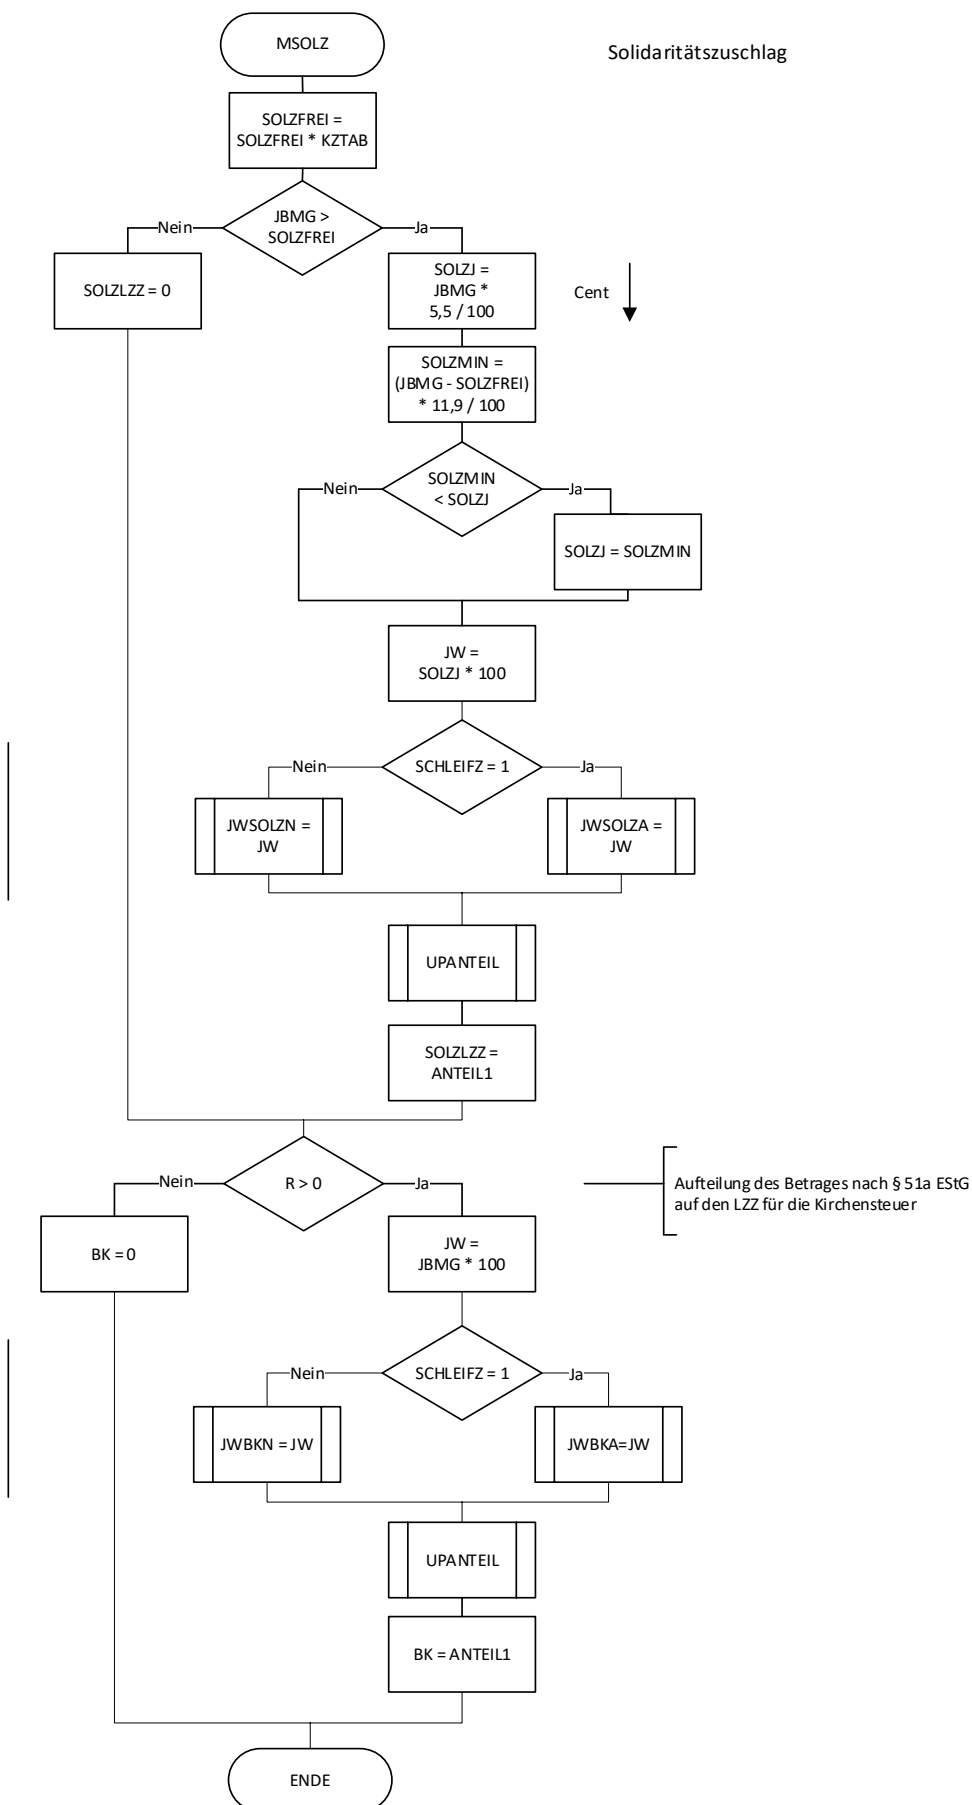 MSOLZ
Solidaritätszuschlag
SOLZFREI =
SOLZFREI * KZTAB
JBMG >
SOLZFREI
Nein
Ja
SOLZLZZ = 0
SOLZJ =
JBMG *
5,5 / 100
Cent
SOLZMIN =
(JBMG - SOLZFREI)
* 11,9 / 100
SOLZMIN
< SOLZJ
Nein
Ja
SOLZJ = SOLZMIN
JW =
SOLZJ * 100
SCHLEIFZ = 1
Nein
Ja
JWSOLZN =
JW
JWSOLZA =
JW
UPANTEIL
SOLZLZZ =
ANTEIL1
R > 0
Nein
Ja
Aufteilung des Betrages nach § 51a EStG
auf den LZZ für die Kirchensteuer
BK = 0
JW =
JBMG * 100
SCHLEIFZ = 1
Nein
Ja
JWBKN = JW
JWBKA=JW
UPANTEIL
BK = ANTEIL1
ENDE